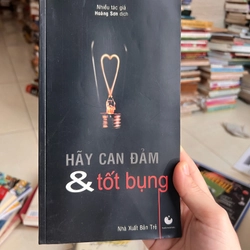 Nhiều tác giả
Hoàng Sơn dịch
HÃY CAN ĐẢM
& tốt bụng
Nhà Xuất Bản Trẻ